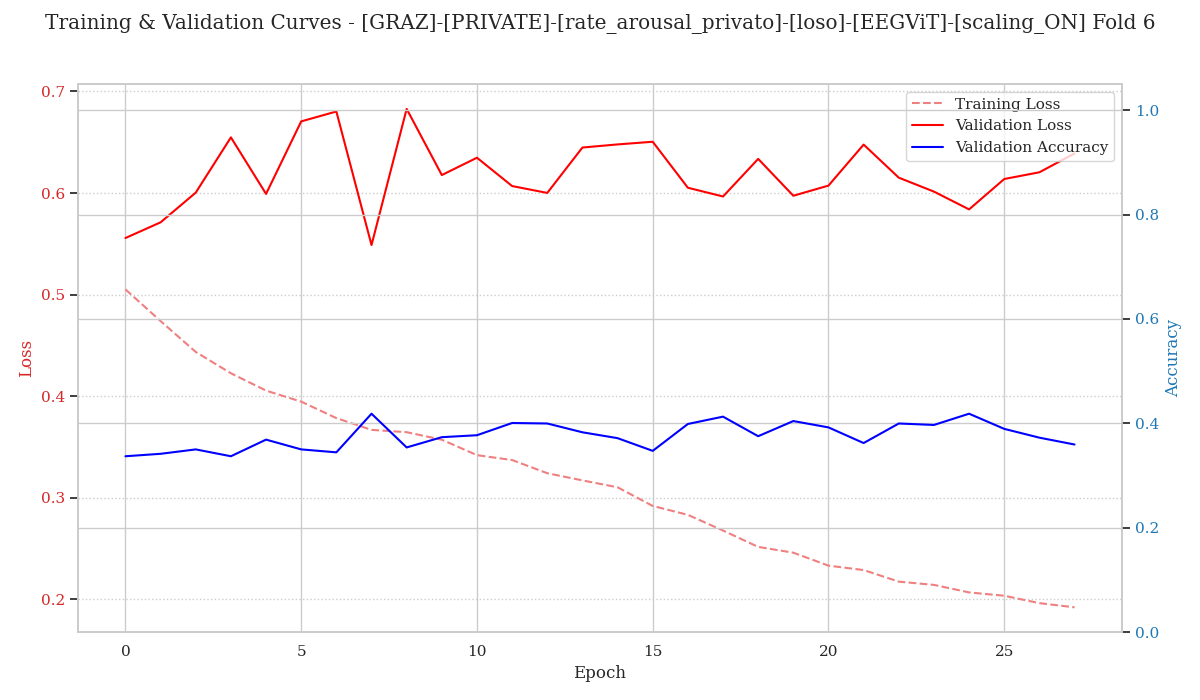 Training & Validation Curves - [GRAZ]-[PRIVATE]-[rate_arousal_privato]-[loso]-[EEGViT]-[scaling_ON] Fold 6
Training Loss
Validation Loss
Validation Accuracy
0.7
0.6
0.5
0.4
0.3
0.2
Loss
1.0
0.8
0.6
0.4
0.2
0.0
Accuracy
0
5
10
15
20
25
Epoch